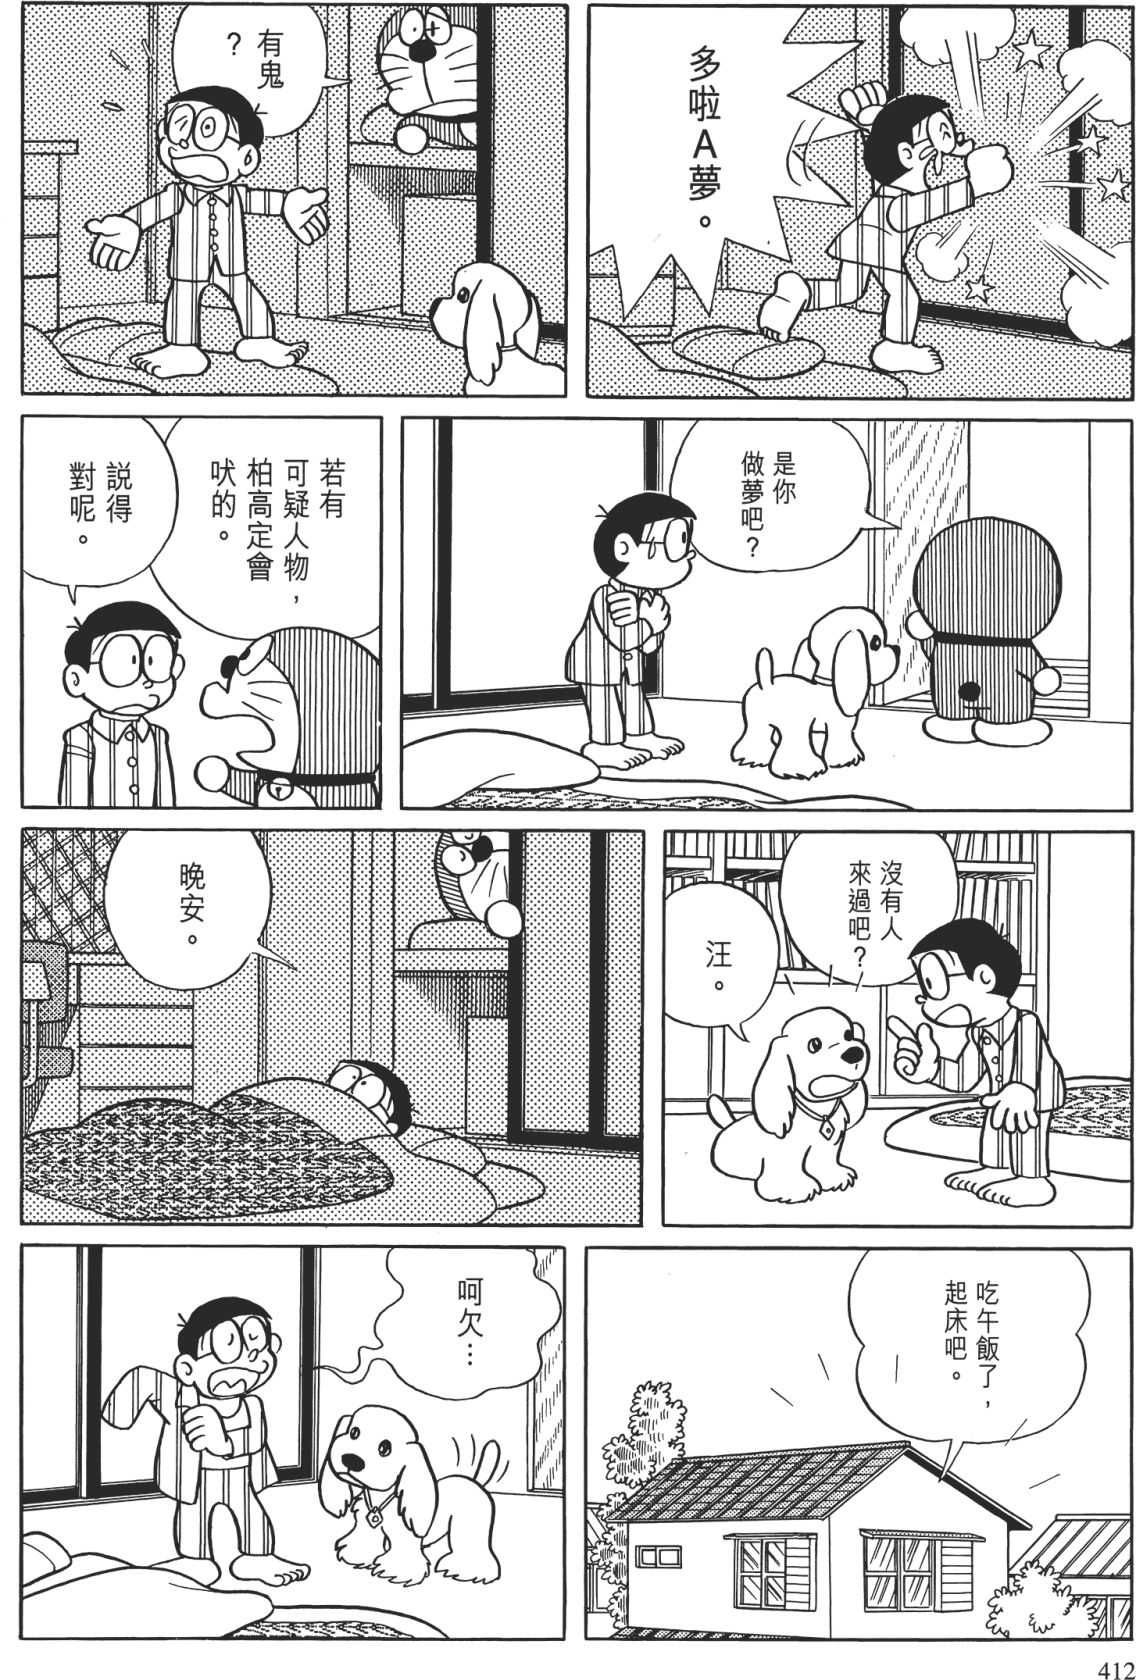 多啦A夢。
有鬼
？
是你
做夢吧？
若有
可疑人物，
柏高定會
吠的。
説得
對呢。
沒有人
來過吧？
汪。
晚安。
吃午飯了，
起床吧。
呵欠…
412